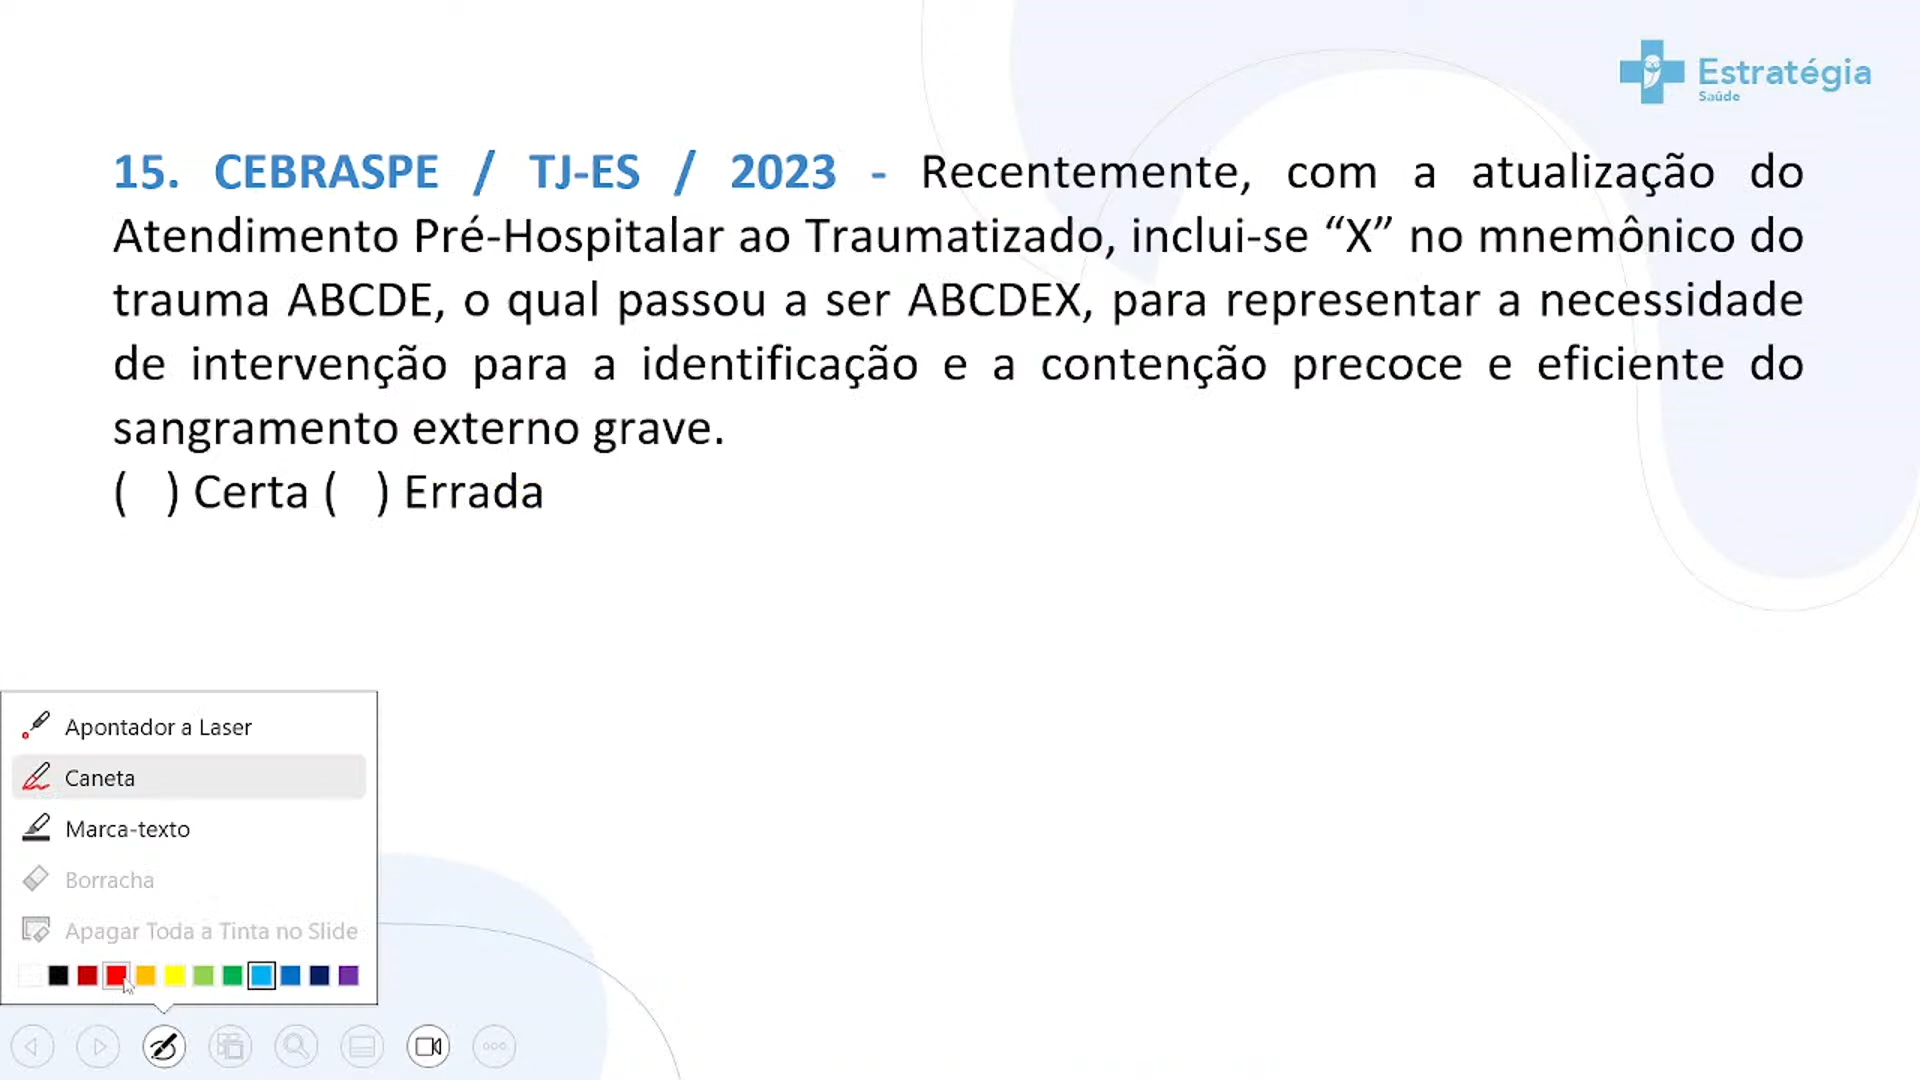 Estratégia
Saúde
15. CEBRASPE / TJ-ES / 2023 - Recentemente, com a atualização do
Atendimento Pré-Hospitalar ao Traumatizado, inclui-se “X” no mnemônico do
trauma ABCDE, o qual passou a ser ABCDEX, para representar a necessidade
de intervenção para a identificação e a contenção precoce e eficiente do
sangramento externo grave.
( ) Certa ( ) Errada
Apontador a Laser
Caneta
Marca-texto
Borracha
Apagar Toda a Tinta no Slide